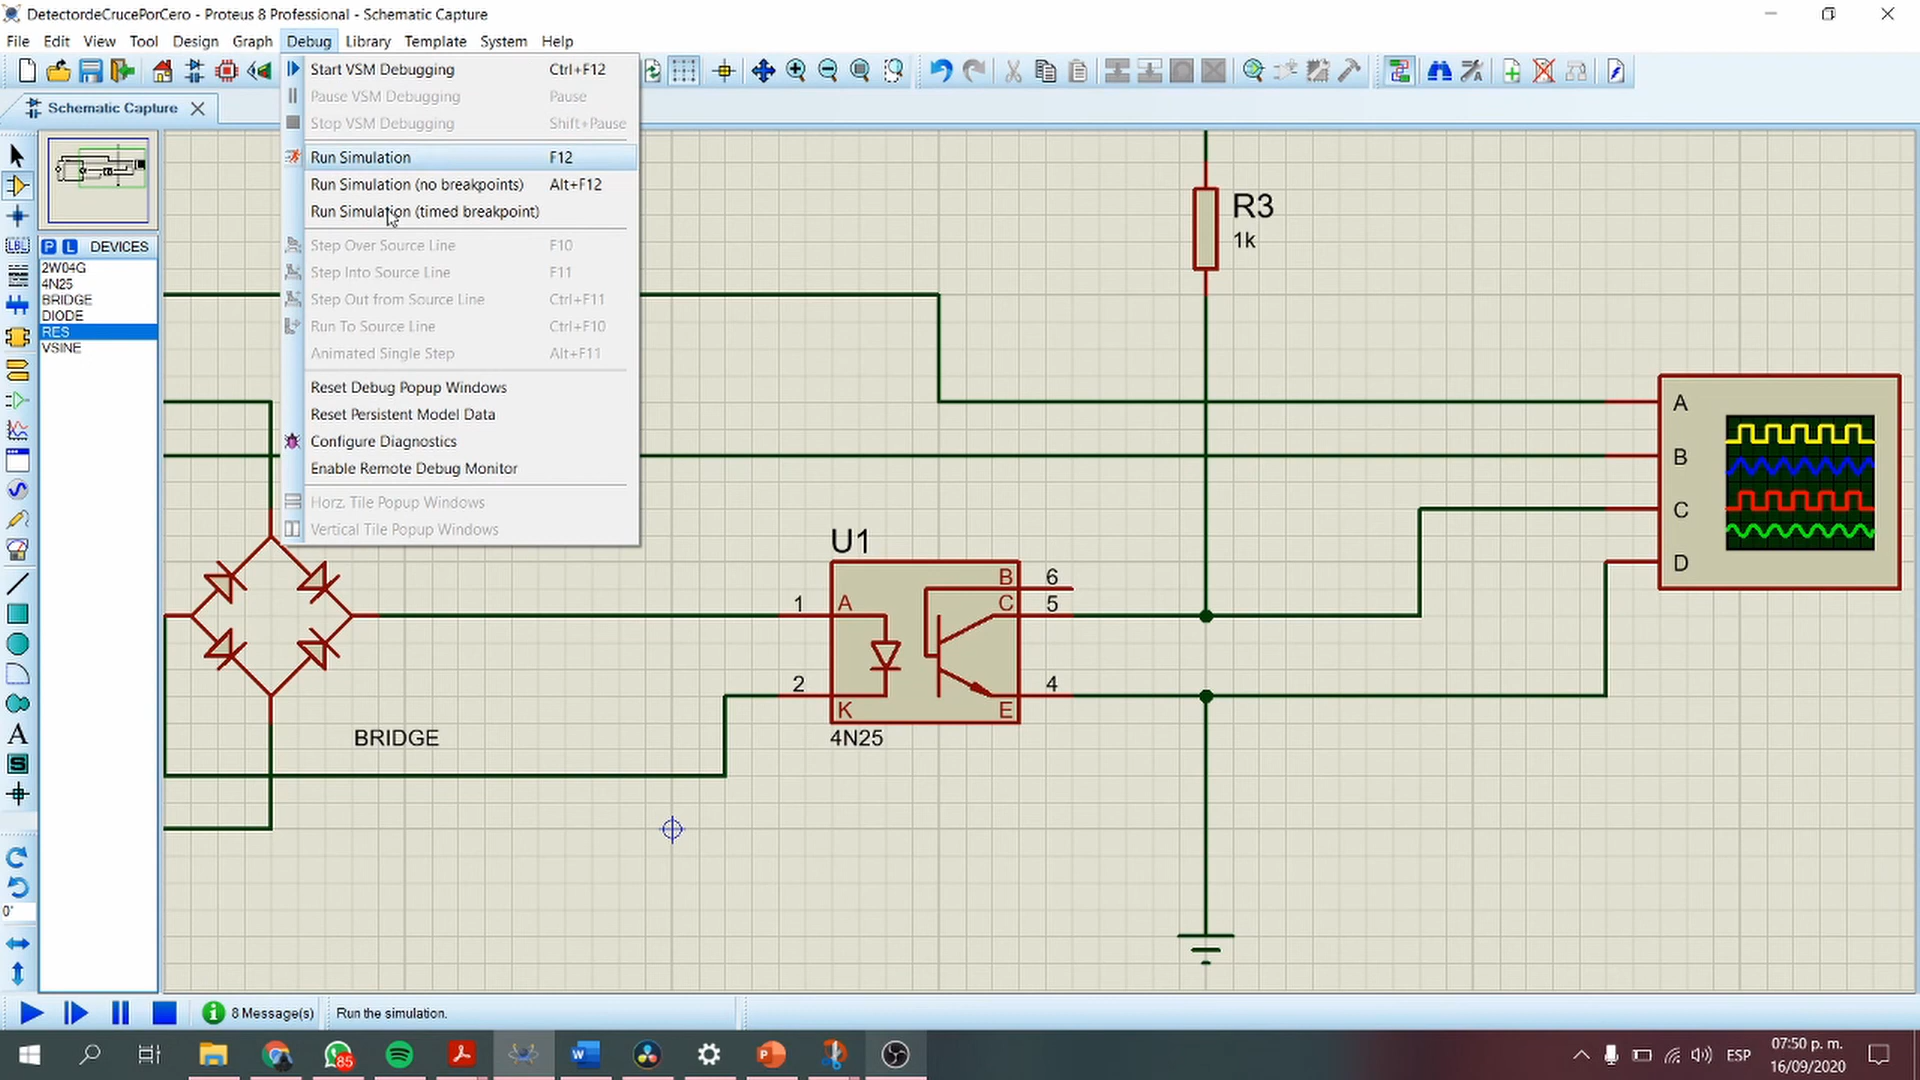 DetectordeCrucePorCero - Proteus 8 Professional - Schematic Capture
File Edit View Tool Design Graph Debug Library Template System Help
Schematic Capture
Start VSM Debugging Ctrl+F12
Pause VSM Debugging Pause
Stop VSM Debugging Shift+Pause
Run Simulation F12
Run Simulation (no breakpoints) Alt+F12
Run Simulation (timed breakpoint)
Step Over Source Line F10
Step Into Source Line F11
Step Out from Source Line Ctrl+F11
Run To Source Line Ctrl+F10
Animated Single Step Alt+F11
Reset Debug Popup Windows
Reset Persistent Model Data
Configure Diagnostics
Enable Remote Debug Monitor
Horz. Tile Popup Windows
Vertical Tile Popup Windows
LBL
P L DEVICES
2W04G
4N25
BRIDGE
DIODE
RES
VSINE
A
S
0°
R3
1k
A
B
C
D
U1
B 6
1 A C 5
2 4
K E
4N25
BRIDGE
8 Message(s) Run the simulation.
85
ESP
07:50 p. m.
16/09/2020